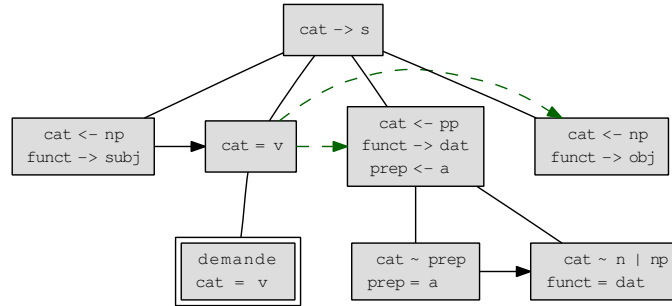 cat -> s
cat <- np
funct -> subj
cat = v
cat <- pp
funct -> dat
prep <- a
cat <- np
funct -> obj
demande
cat = v
cat ~ prep
prep = a
cat ~ n | np
funct = dat